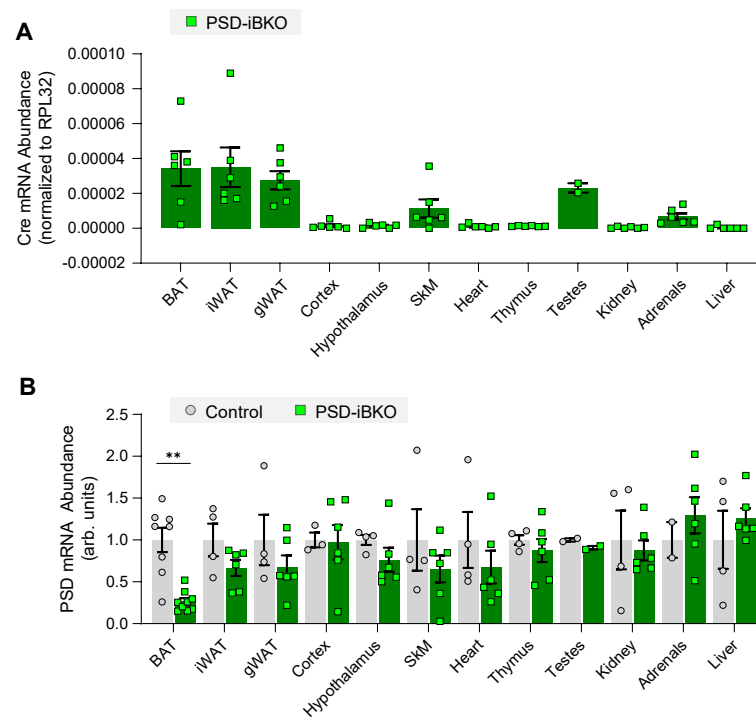 A
PSD-iBKO
Cre mRNA Abundance
(normalized to RPL32)
0.00010
0.00008
0.00006
0.00004
0.00002
0.00000
-0.00002
BAT
iWAT
gWAT
Cortex
Hypothalamus
SkM
Heart
Thymus
Testes
Kidney
Adrenals
Liver
B
Control
PSD-iBKO
PSD mRNA Abundance
(arb. units)
2.5
2.0
1.5
1.0
0.5
0.0
**
BAT
iWAT
gWAT
Cortex
Hypothalamus
SkM
Heart
Thymus
Testes
Kidney
Adrenals
Liver